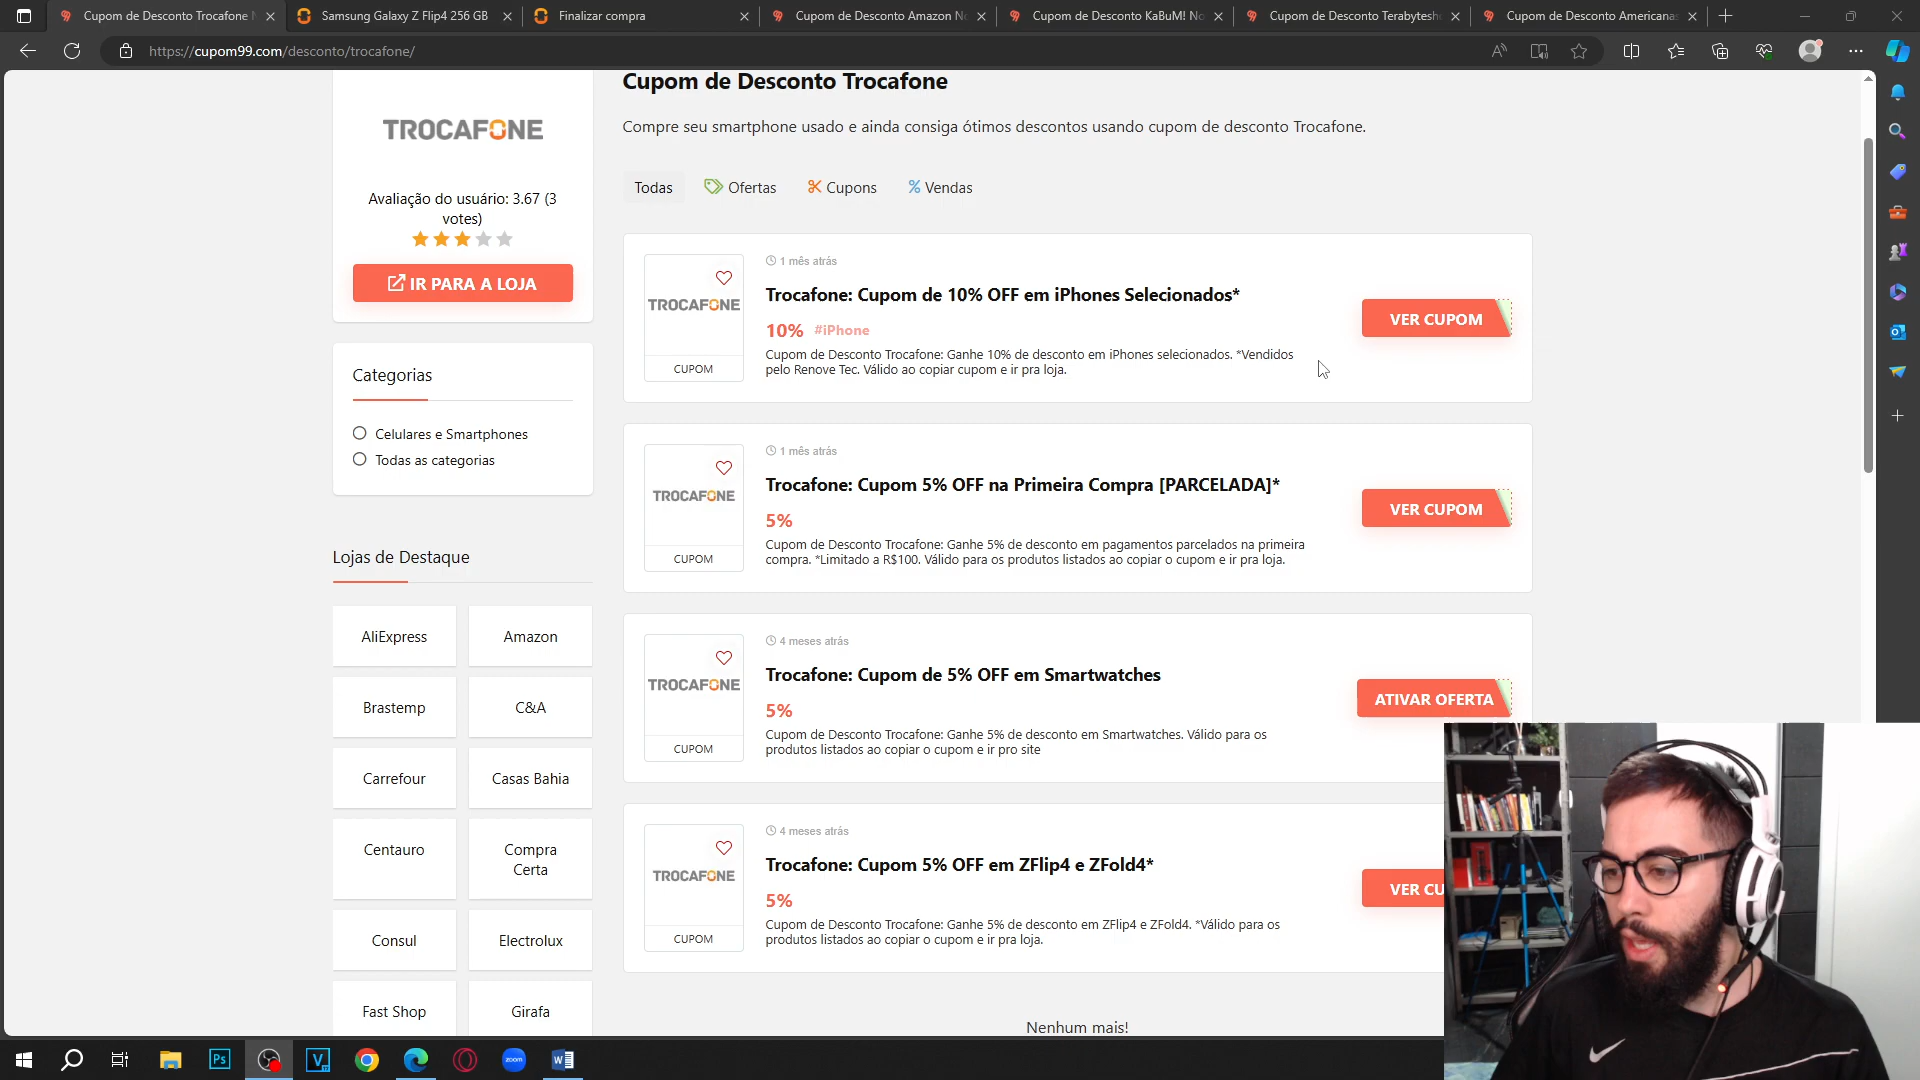 Cupom de Desconto Trocafone N
Samsung Galaxy Z Flip4 256 GB
Finalizar compra
Cupom de Desconto Amazon No
Cupom de Desconto KaBuM! No
Cupom de Desconto Terabytesh
Cupom de Desconto Americanas
https://cupom99.com/desconto/trocafone/
TROCAFONE
Avaliação do usuário: 3.67 (3
votes)
IR PARA A LOJA
Categorias
Celulares e Smartphones
Todas as categorias
Lojas de Destaque
AliExpress
Amazon
Brastemp
C&A
Carrefour
Casas Bahia
Centauro
Compra
Certa
Consul
Electrolux
Fast Shop
Girafa
Cupom de Desconto Trocafone
Compre seu smartphone usado e ainda consiga ótimos descontos usando cupom de desconto Trocafone.
Todas
Ofertas
Cupons
% Vendas
TROCAFONE
CUPOM
1 mês atrás
Trocafone: Cupom de 10% OFF em iPhones Selecionados*
10% #iPhone
Cupom de Desconto Trocafone: Ganhe 10% de desconto em iPhones selecionados. *Vendidos
pelo Renove Tec. Válido ao copiar cupom e ir pra loja.
VER CUPOM
TROCAFONE
CUPOM
1 mês atrás
Trocafone: Cupom 5% OFF na Primeira Compra [PARCELADA]*
5%
Cupom de Desconto Trocafone: Ganhe 5% de desconto em pagamentos parcelados na primeira
compra. *Limitado a R$100. Válido para os produtos listados ao copiar o cupom e ir pra loja.
VER CUPOM
TROCAFONE
CUPOM
4 meses atrás
Trocafone: Cupom de 5% OFF em Smartwatches
5%
Cupom de Desconto Trocafone: Ganhe 5% de desconto em Smartwatches. Válido para os
produtos listados ao copiar o cupom e ir pro site
ATIVAR OFERTA
TROCAFONE
CUPOM
4 meses atrás
Trocafone: Cupom 5% OFF em ZFlip4 e ZFold4*
5%
Cupom de Desconto Trocafone: Ganhe 5% de desconto em ZFlip4 e ZFold4. *Válido para os
produtos listados ao copiar o cupom e ir pra loja.
VER CU
Nenhum mais!
Ps
V
zoom
W